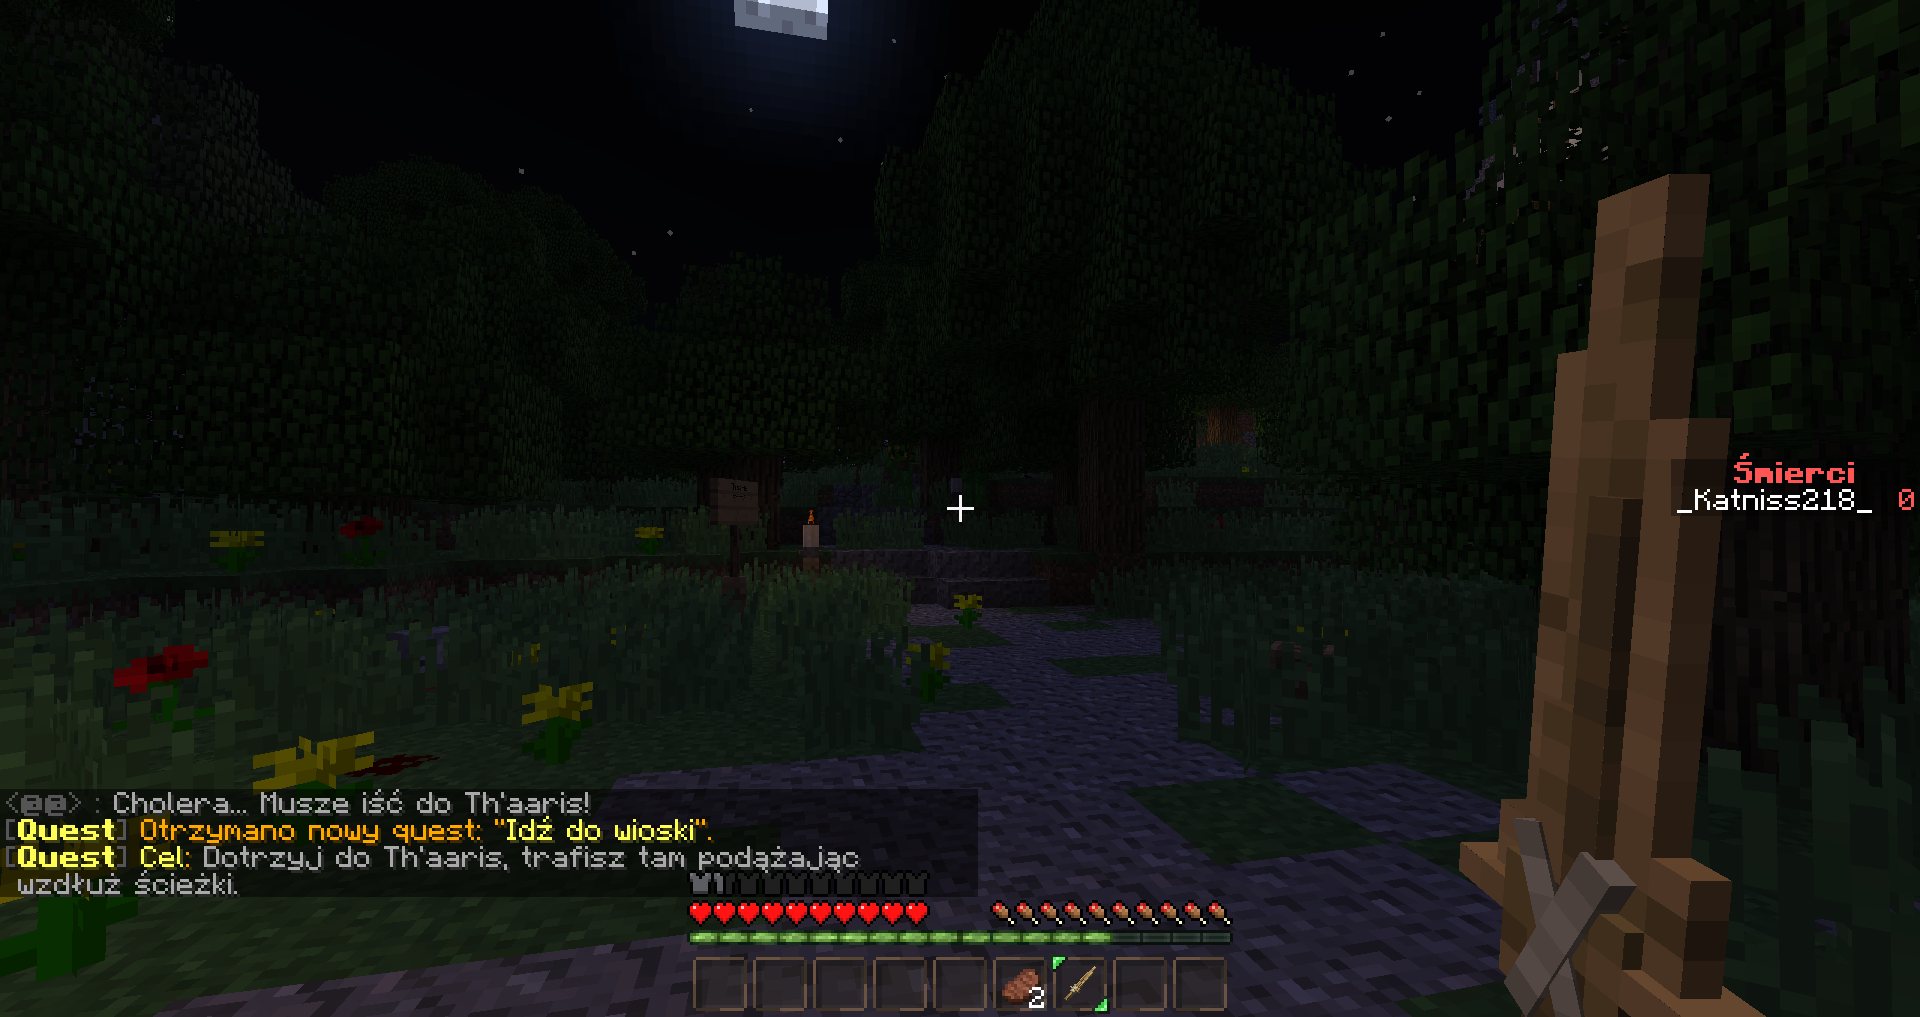 Śmierci
_Katniss218_ 0
<@@> : Cholera... Musze iść do Th'aaris!
[Quest] Otrzymano nowy quest: "Idź do wioski".
[Quest] Cel: Dotrzyj do Th'aaris, trafisz tam podążając
wzdłuż ścieżki.
2